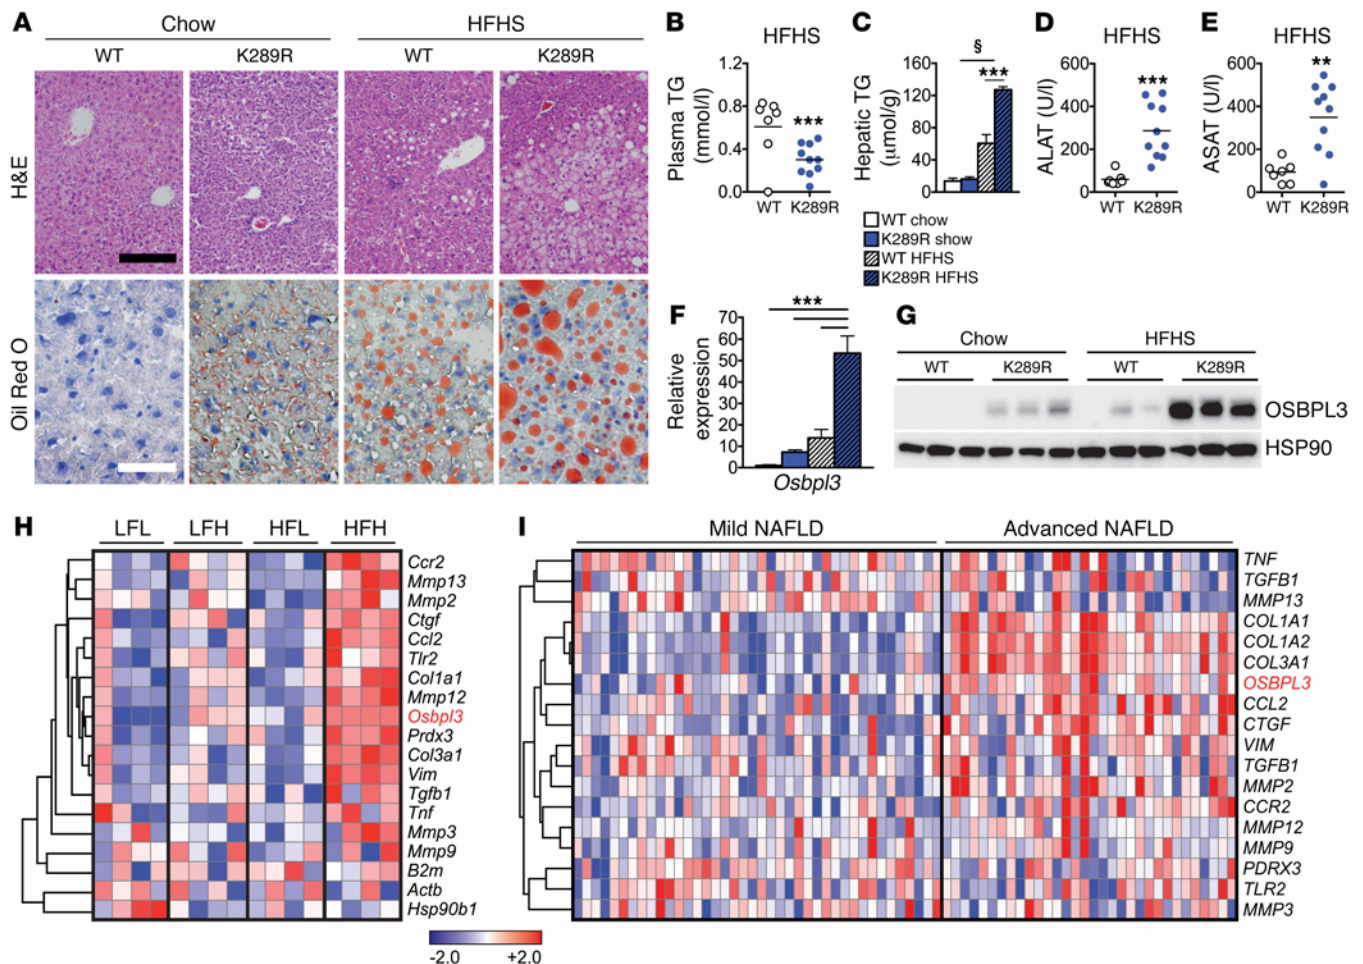 A
Chow
HFHS
WT
K289R
WT
K289R
H&E
Oil Red O
B
HFHS
Plasma TG
(mmol/l)
1.2
0.8
0.4
0.0
***
WT
K289R
C
Hepatic TG
(μmol/g)
160
120
80
40
0
§
***
WT chow
K289R show
WT HFHS
K289R HFHS
D
HFHS
ALAT (U/l)
600
400
200
0
***
WT
K289R
E
HFHS
ASAT (U/l)
600
400
200
0
**
WT
K289R
F
Relative
expression
70
60
50
40
30
20
10
0
***
Osbpl3
G
Chow
HFHS
WT
K289R
WT
K289R
OSBPL3
HSP90
H
LFL
LFH
HFL
HFH
Ccr2
Mmp13
Mmp2
Ctgf
Ccl2
Tlr2
Col1a1
Mmp12
Osbpl3
Prdx3
Col3a1
Vim
Tgfb1
Tnf
Mmp3
Mmp9
B2m
Actb
Hsp90b1
-2.0
+2.0
I
Mild NAFLD
Advanced NAFLD
TNF
TGFB1
MMP13
COL1A1
COL1A2
COL3A1
OSBPL3
CCL2
CTGF
VIM
TGFB1
MMP2
CCR2
MMP12
MMP9
PDRX3
TLR2
MMP3